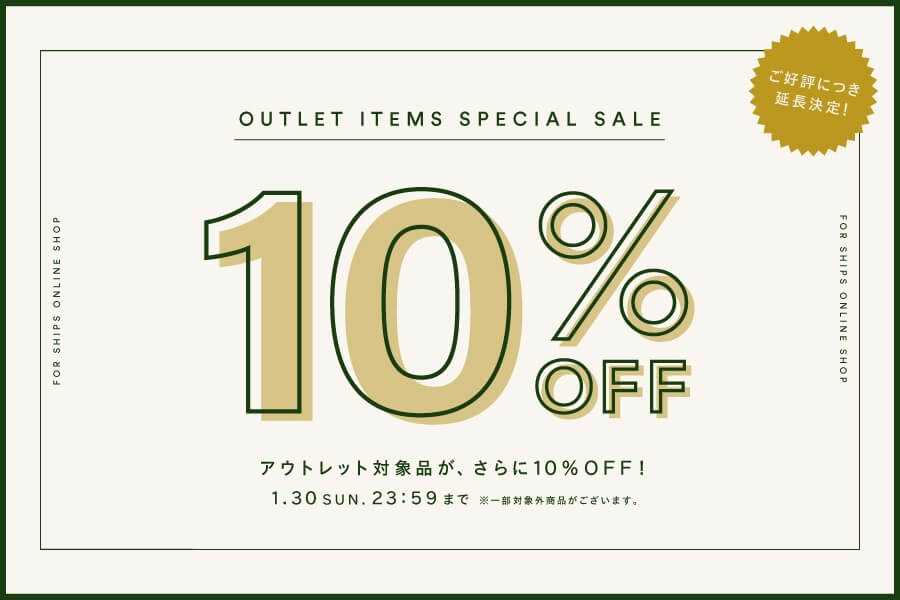 ご好評につき
延長決定!
OUTLET ITEMS SPECIAL SALE
10%
OFF
FOR SHIPS ONLINE SHOP
FOR SHIPS ONLINE SHOP
アウトレット対象品が、さらに10%OFF!
1.30 SUN. 23:59 まで ※一部対象外商品がございます。